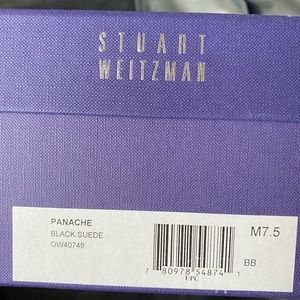 STUART
WEITZMAN
PANACHE
BLACK SUEDE
OW40749
M7.5
7 80978 54874 1
UPC
BB